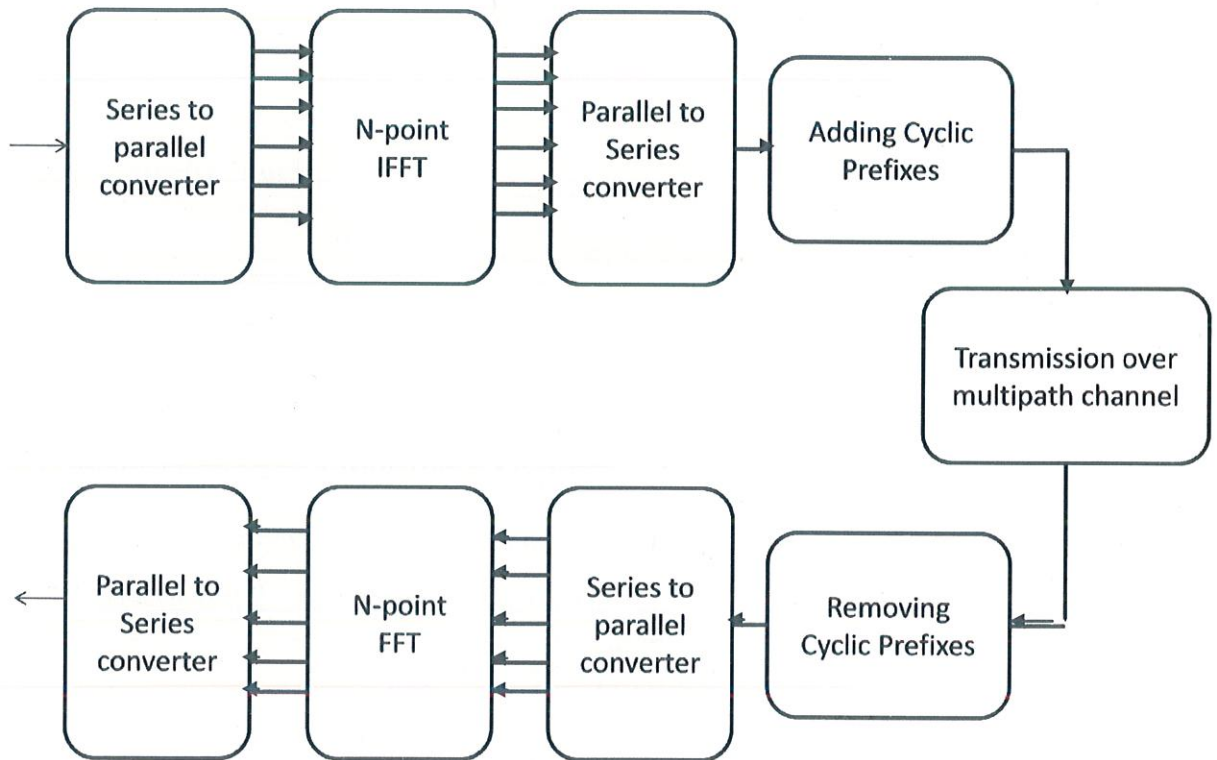 Series to
parallel
converter
N-point
IFFT
Parallel to
Series
converter
Adding Cyclic
Prefixes
Transmission over
multipath channel
Removing
Cyclic Prefixes
Series to
parallel
converter
N-point
FFT
Parallel to
Series
converter